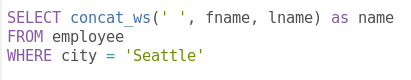 SELECT concat_ws(' ', fname, lname) as name
FROM employee
WHERE city = 'Seattle'